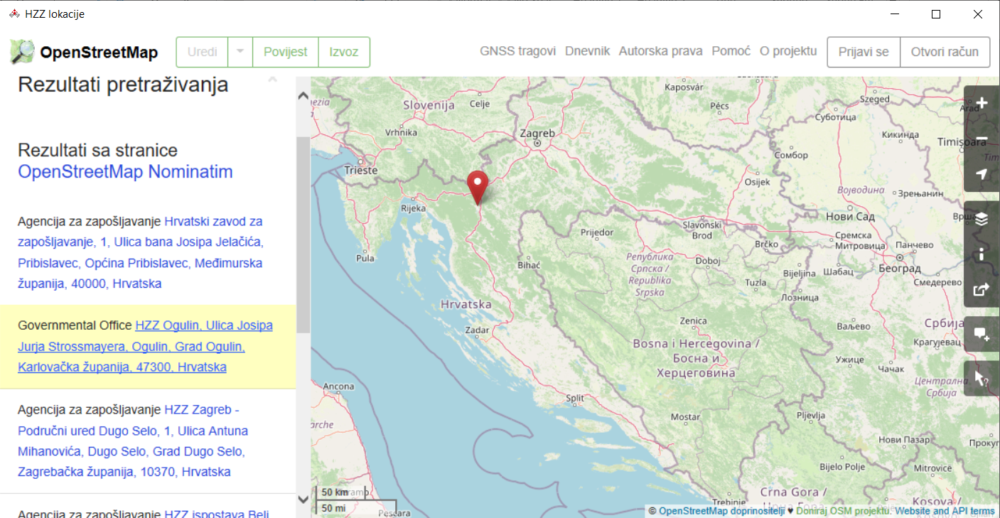 HZZ lokacije
OpenStreetMap
Uredi
Povijest
Izvoz
GNSS tragovi
Dnevnik
Autorska prava
Pomoć
O projektu
Prijavi se
Otvori račun
Rezultati pretraživanja
Rezultati sa stranice
OpenStreetMap Nominatim
Agencija za zapošljavanje Hrvatski zavod za
zapošljavanje, 1, Ulica bana Josipa Jelačića,
Pribislavec, Općina Pribislavec, Međimurska
županija, 40000, Hrvatska
Governmental Office HZZ Ogulin, Ulica Josipa
Jurja Strossmayera, Ogulin, Grad Ogulin,
Karlovačka županija, 47300, Hrvatska
Agencija za zapošljavanje HZZ Zagreb -
Područni ured Dugo Selo, 1, Ulica Antuna
Mihanovića, Dugo Selo, Grad Dugo Selo,
Zagrebačka županija, 10370, Hrvatska
Agencija za zapošljavanje HZZ ispostava Beli
Kaposvár
Szeged
Slovenija
Celje
Pécs
Arad
Суботица
Vrhnika
Zagreb
Кикинда
Timișoara
Сомбор
Trieste
Osijek
Војводина
Зрењанин
Rijeka
Нови Сад
Slavonski
Brod
Prijedor
Сремска
Митровица
Панчево
Brčko
Pula
Bihać
Република
Српска /
Republika
Srpska
Doboj
Београд
Bijeljina
Шабац
Tuzla
Смедерево
Лозница
Hrvatska
Zenica
Ваљево
Србија
Zadar
Bosna i Hercegovina /
Босна и
Херцеговина
Крагујевац
Ужице
Чачак
Централна
Србија
Ancona
Split
Mostar
Пљевља
arche
Нови Пазар
Bijelo Polje
Mitrovicë
50 km
50 mi
Pescara
Trebinje
Crna Gora /
Црна Гора
Kosova /
© OpenStreetMap doprinositelji ♥ Doniraj OSM projektu. Website and API terms